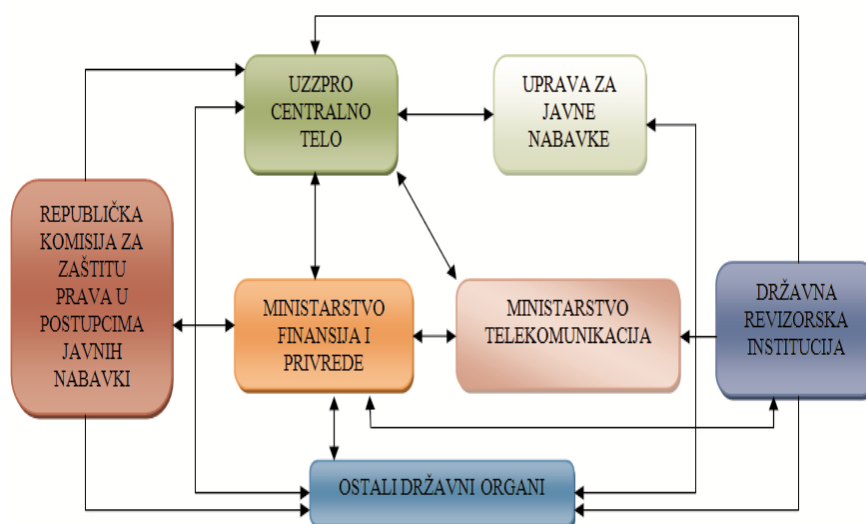 UZZPRO
CENTRALNO
TELO
UPRAVA ZA
JAVNE
NABAVKE
REPUBLIČKA
KOMISIJA ZA
ZAŠTITU
PRAVA U
POSTUPCIMA
JAVNIH
NABAVKI
MINISTARSTVO
FINANSIJA I
PRIVREDE
MINISTARSTVO
TELEKOMUNIKACIJA
DRŽAVNA
REVIZORSKA
INSTITUCIJA
OSTALI DRŽAVNI ORGANI